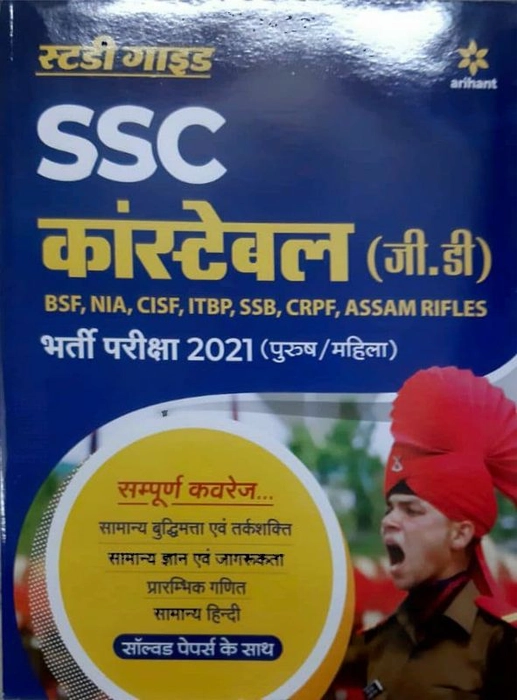 स्टडी गाइड
arihant
SSC
कांस्टेबल (जी.डी)
BSF, NIA, CISF, ITBP, SSB, CRPF, ASSAM RIFLES
भर्ती परीक्षा 2021 (पुरुष/महिला)
सम्पूर्ण कवरेज...
सामान्य बुद्धिमत्ता एवं तर्कशक्ति
सामान्य ज्ञान एवं जागरूकता
प्रारम्भिक गणित
सामान्य हिन्दी
सॉल्वड पेपर्स के साथ